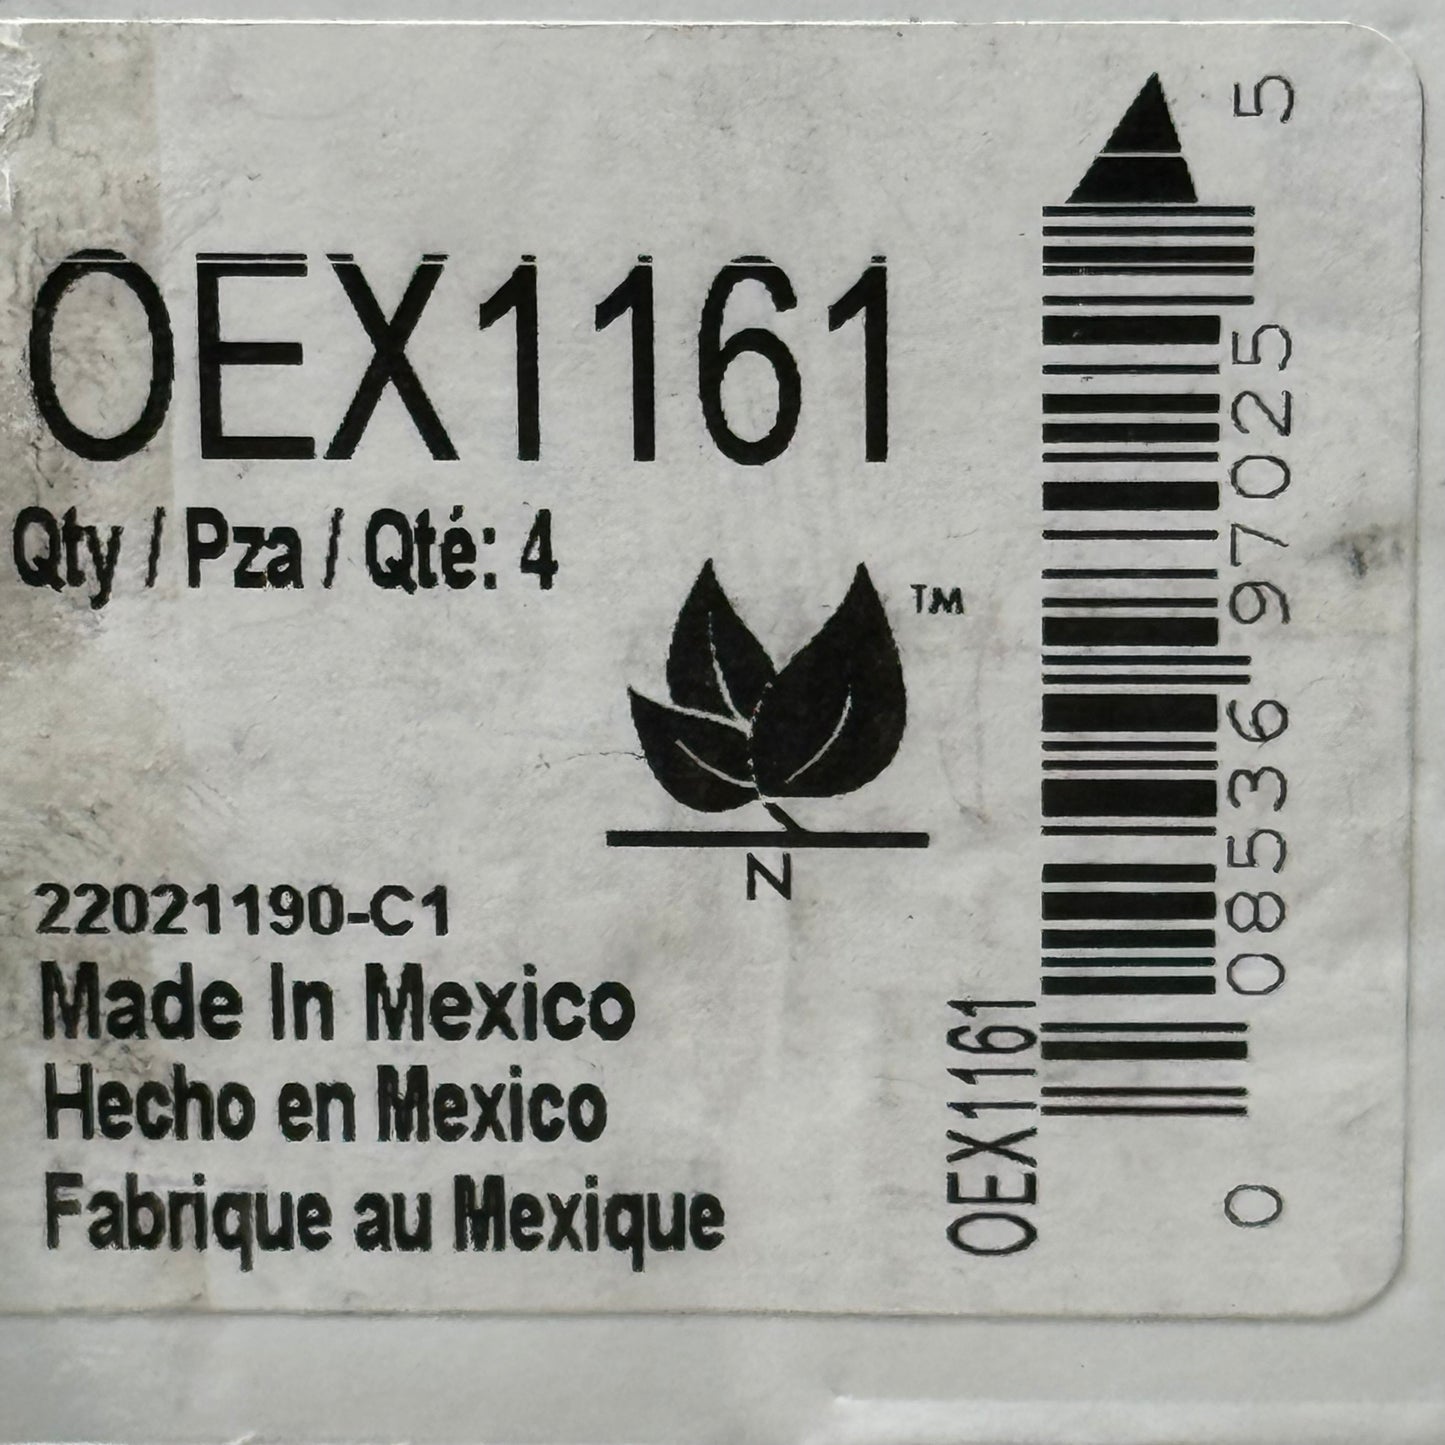 OEX1161
Qty / Pza / Qté: 4
TM
N
22021190-C1
Made In Mexico
Hecho en Mexico
Fabrique au Mexique
OEX1161
0 08536 97025 5